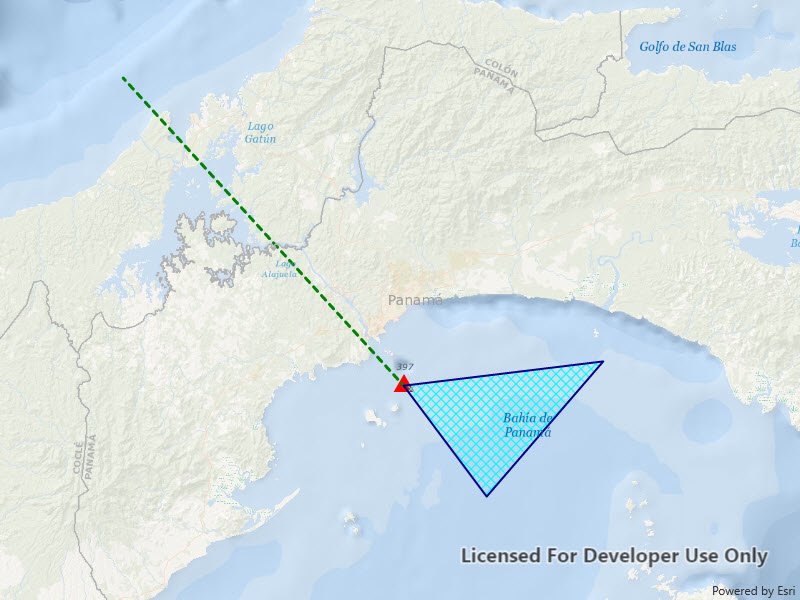 Golfo de San Blas
COLÓN
PANAMÁ
Lago
Gatún
Lago
Alajuela
Panamá
397
Bahía de
Panamá
COCLÉ
PANAMÁ
Licensed For Developer Use Only
Powered by Esri